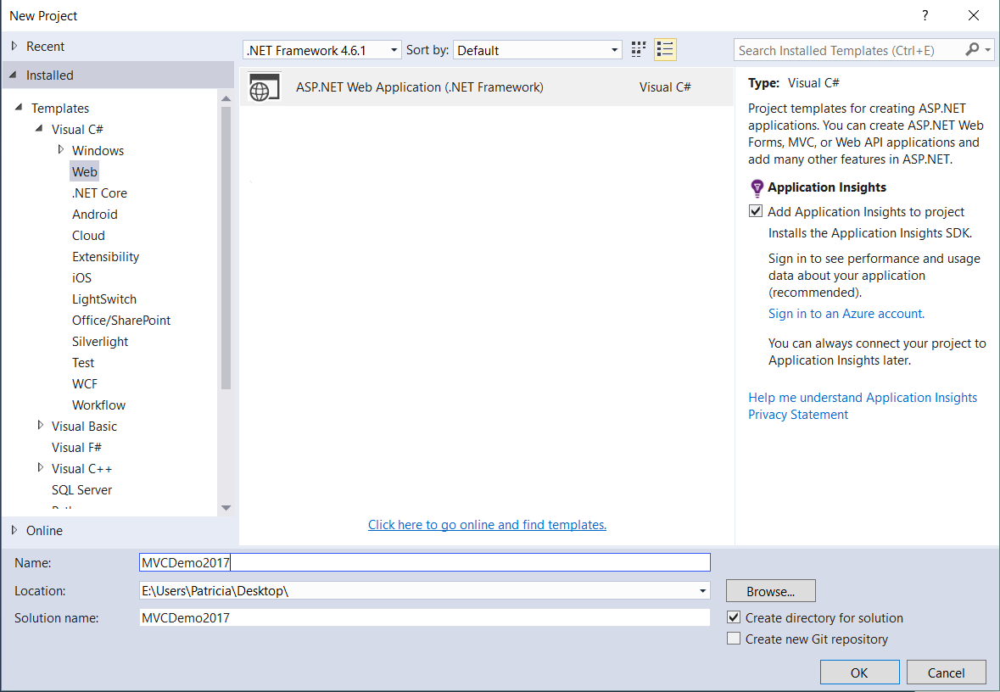 New Project
?
Recent
Installed
.NET Framework 4.6.1 Sort by: Default
Search Installed Templates (Ctrl+E)
Templates
Visual C#
Windows
Web
.NET Core
Android
Cloud
Extensibility
iOS
LightSwitch
Office/SharePoint
Silverlight
Test
WCF
Workflow
Visual Basic
Visual F#
Visual C++
SQL Server
Online
ASP.NET Web Application (.NET Framework) Visual C#
Click here to go online and find templates.
Type: Visual C#
Project templates for creating ASP.NET
applications. You can create ASP.NET Web
Forms, MVC, or Web API applications and
add many other features in ASP.NET.
Application Insights
Add Application Insights to project
Installs the Application Insights SDK.
Sign in to see performance and usage
data about your application
(recommended).
Sign in to an Azure account.
You can always connect your project to
Application Insights later.
Help me understand Application Insights
Privacy Statement
Name: MVCDemo2017
Location: E:\Users\Patricia\Desktop\ Browse...
Solution name: MVCDemo2017
Create directory for solution
Create new Git repository
OK Cancel